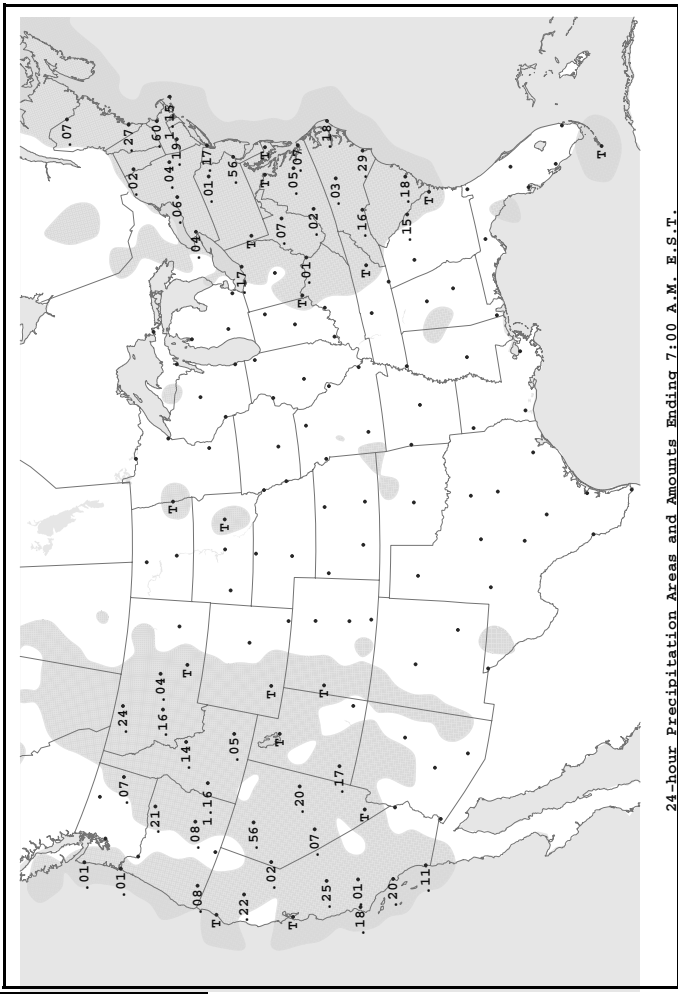 .07
.01
.01 .07 .24 .02 .27
.21 .16 .04 .04 .60
T .06 .19 1.15
.08 .14 T .04
.08 1.16 .01 .17
T T
.05 .56
.22 .56 .17 T
.02 T T T T
T .07 .05 .07
.20 T .01
.07 .02
.25 T .18
.17 .03
.18 .01 .16 .29
T T
.20 .15 .18
.11 T
T
24-hour Precipitation Areas and Amounts Ending 7:00 A.M. E.S.T.